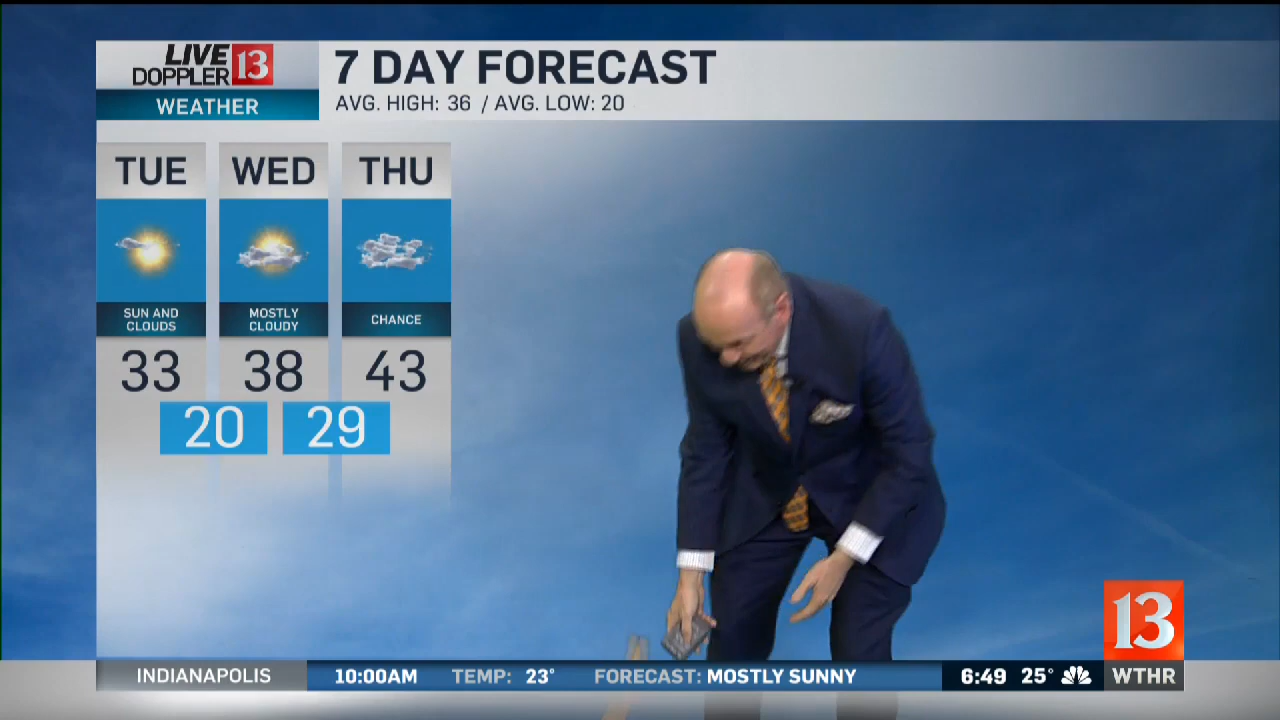 LIVE
DOPPLER 13
WEATHER
7 DAY FORECAST
AVG. HIGH: 36 / AVG. LOW: 20
TUE
SUN AND
CLOUDS
33
WED
MOSTLY
CLOUDY
38
THU
CHANCE
43
20
29
13
INDIANAPOLIS
10:00AM TEMP: 23° FORECAST: MOSTLY SUNNY
6:49 25°
WTHR